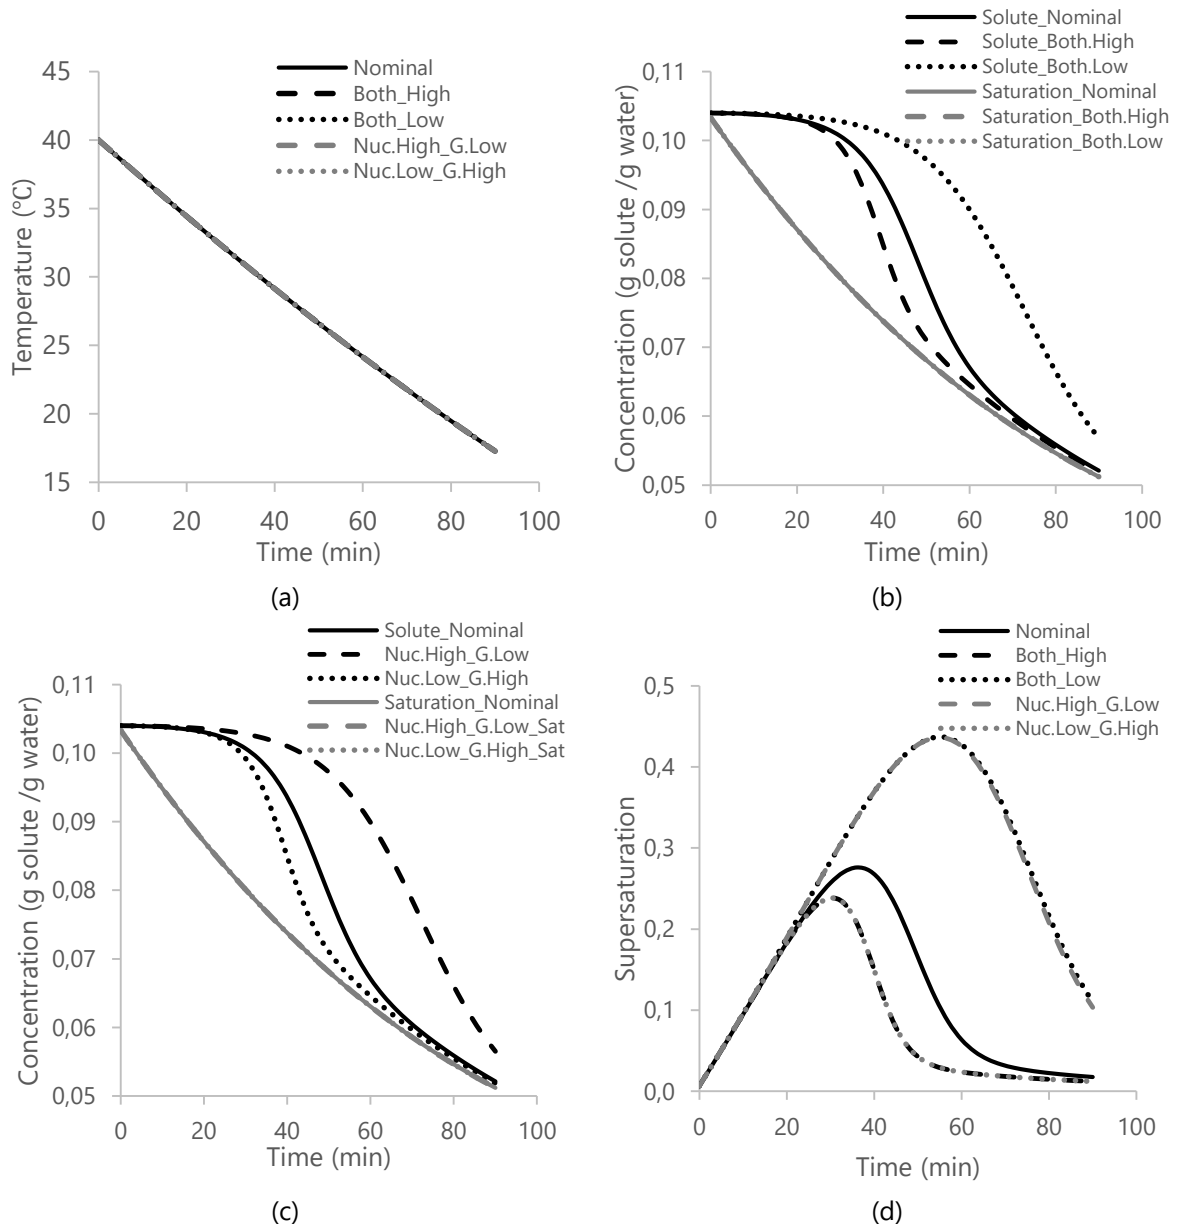 45
40
35
30
25
20
15
0
20
40
60
80
100
Temperature (°C)
Time (min)
Nominal
Both_High
Both_Low
Nuc.High_G.Low
Nuc.Low_G.High
(a)
0,11
0,10
0,09
0,08
0,07
0,06
0,05
0
20
40
60
80
100
Concentration (g solute /g water)
Time (min)
Solute_Nominal
Solute_Both.High
Solute_Both.Low
Saturation_Nominal
Saturation_Both.High
Saturation_Both.Low
(b)
0,11
0,10
0,09
0,08
0,07
0,06
0,05
0
20
40
60
80
100
Concentration (g solute /g water)
Time (min)
Solute_Nominal
Nuc.High_G.Low
Nuc.Low_G.High
Saturation_Nominal
Nuc.High_G.Low_Sat
Nuc.Low_G.High_Sat
(c)
0,5
0,4
0,3
0,2
0,1
0,0
0
20
40
60
80
100
Supersaturation
Time (min)
Nominal
Both_High
Both_Low
Nuc.High_G.Low
Nuc.Low_G.High
(d)